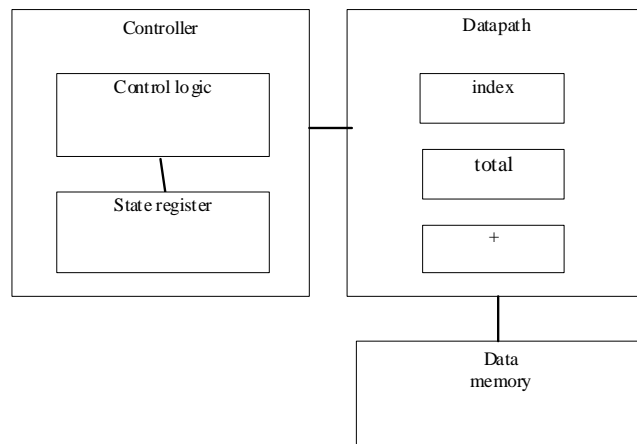 Controller
Control logic
State register
Datapath
index
total
+
Data
memory